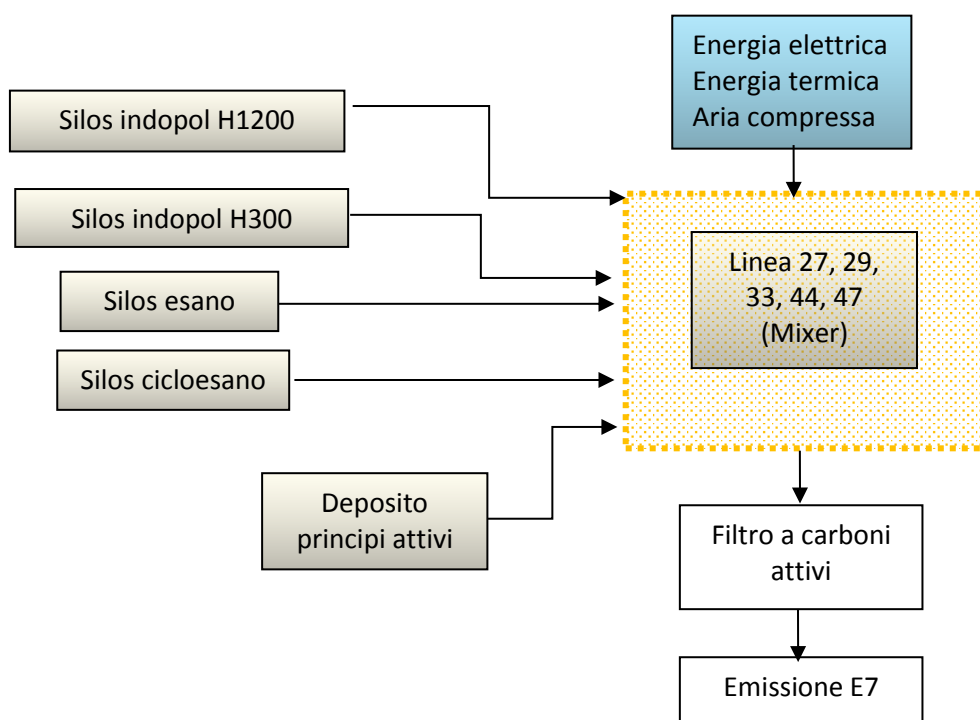 Energia elettrica
Energia termica
Aria compressa
Silos indopol H1200
Silos indopol H300
Silos esano
Silos cicloesano
Deposito
principi attivi
Linea 27, 29,
33, 44, 47
(Mixer)
Filtro a carboni
attivi
Emissione E7